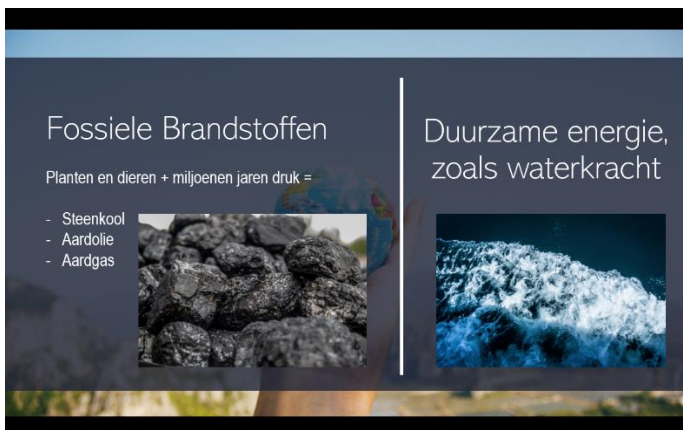 Fossiele Brandstoffen
Planten en dieren + miljoenen jaren druk =
- Steenkool
- Aardolie
- Aardgas
Duurzame energie,
zoals waterkracht